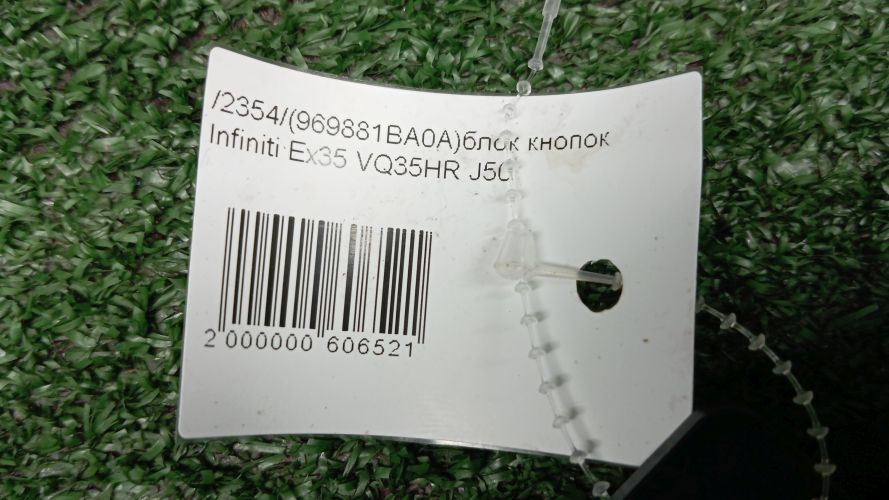 /2354/(969881BA0A)блок кнопок
Infiniti Ex35 VQ35HR J50
2 000000 606521